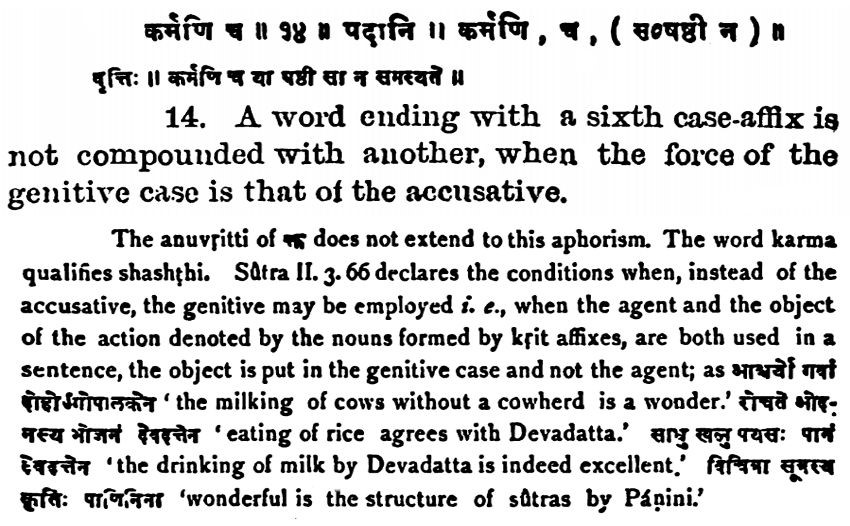 कर्मणि च ॥ १४ ॥ पदानि ॥ कर्मणि , च , ( स०षष्ठी न ) ॥
वृत्तिः ॥ कर्मणि च या षष्ठी सा न समस्यते ॥
14. A word ending with a sixth case-affix is
not compounded with another, when the force of the
genitive case is that of the accusative.
The anuvṛitti of क्त does not extend to this aphorism. The word karma
qualifies shashṭhi. Sûtra II. 3. 66 declares the conditions when, instead of the
accusative, the genitive may be employed i. e., when the agent and the object
of the action denoted by the nouns formed by kṛit affixes, are both used in a
sentence, the object is put in the genitive case and not the agent; as आश्चर्यो गवां
दोहोऽगोपालकेन ' the milking of cows without a cowherd is a wonder.' रोचते ओद-
नस्य भोजनं देवदत्तेन ' eating of rice agrees with Devadatta.' साधु खलु पयसः पानं
देवदत्तेन ' the drinking of milk by Devadatta is indeed excellent.' विचित्रा सूत्रस्य
कृतिः पाणिनिना 'wonderful is the structure of sûtras by Páṇini.'